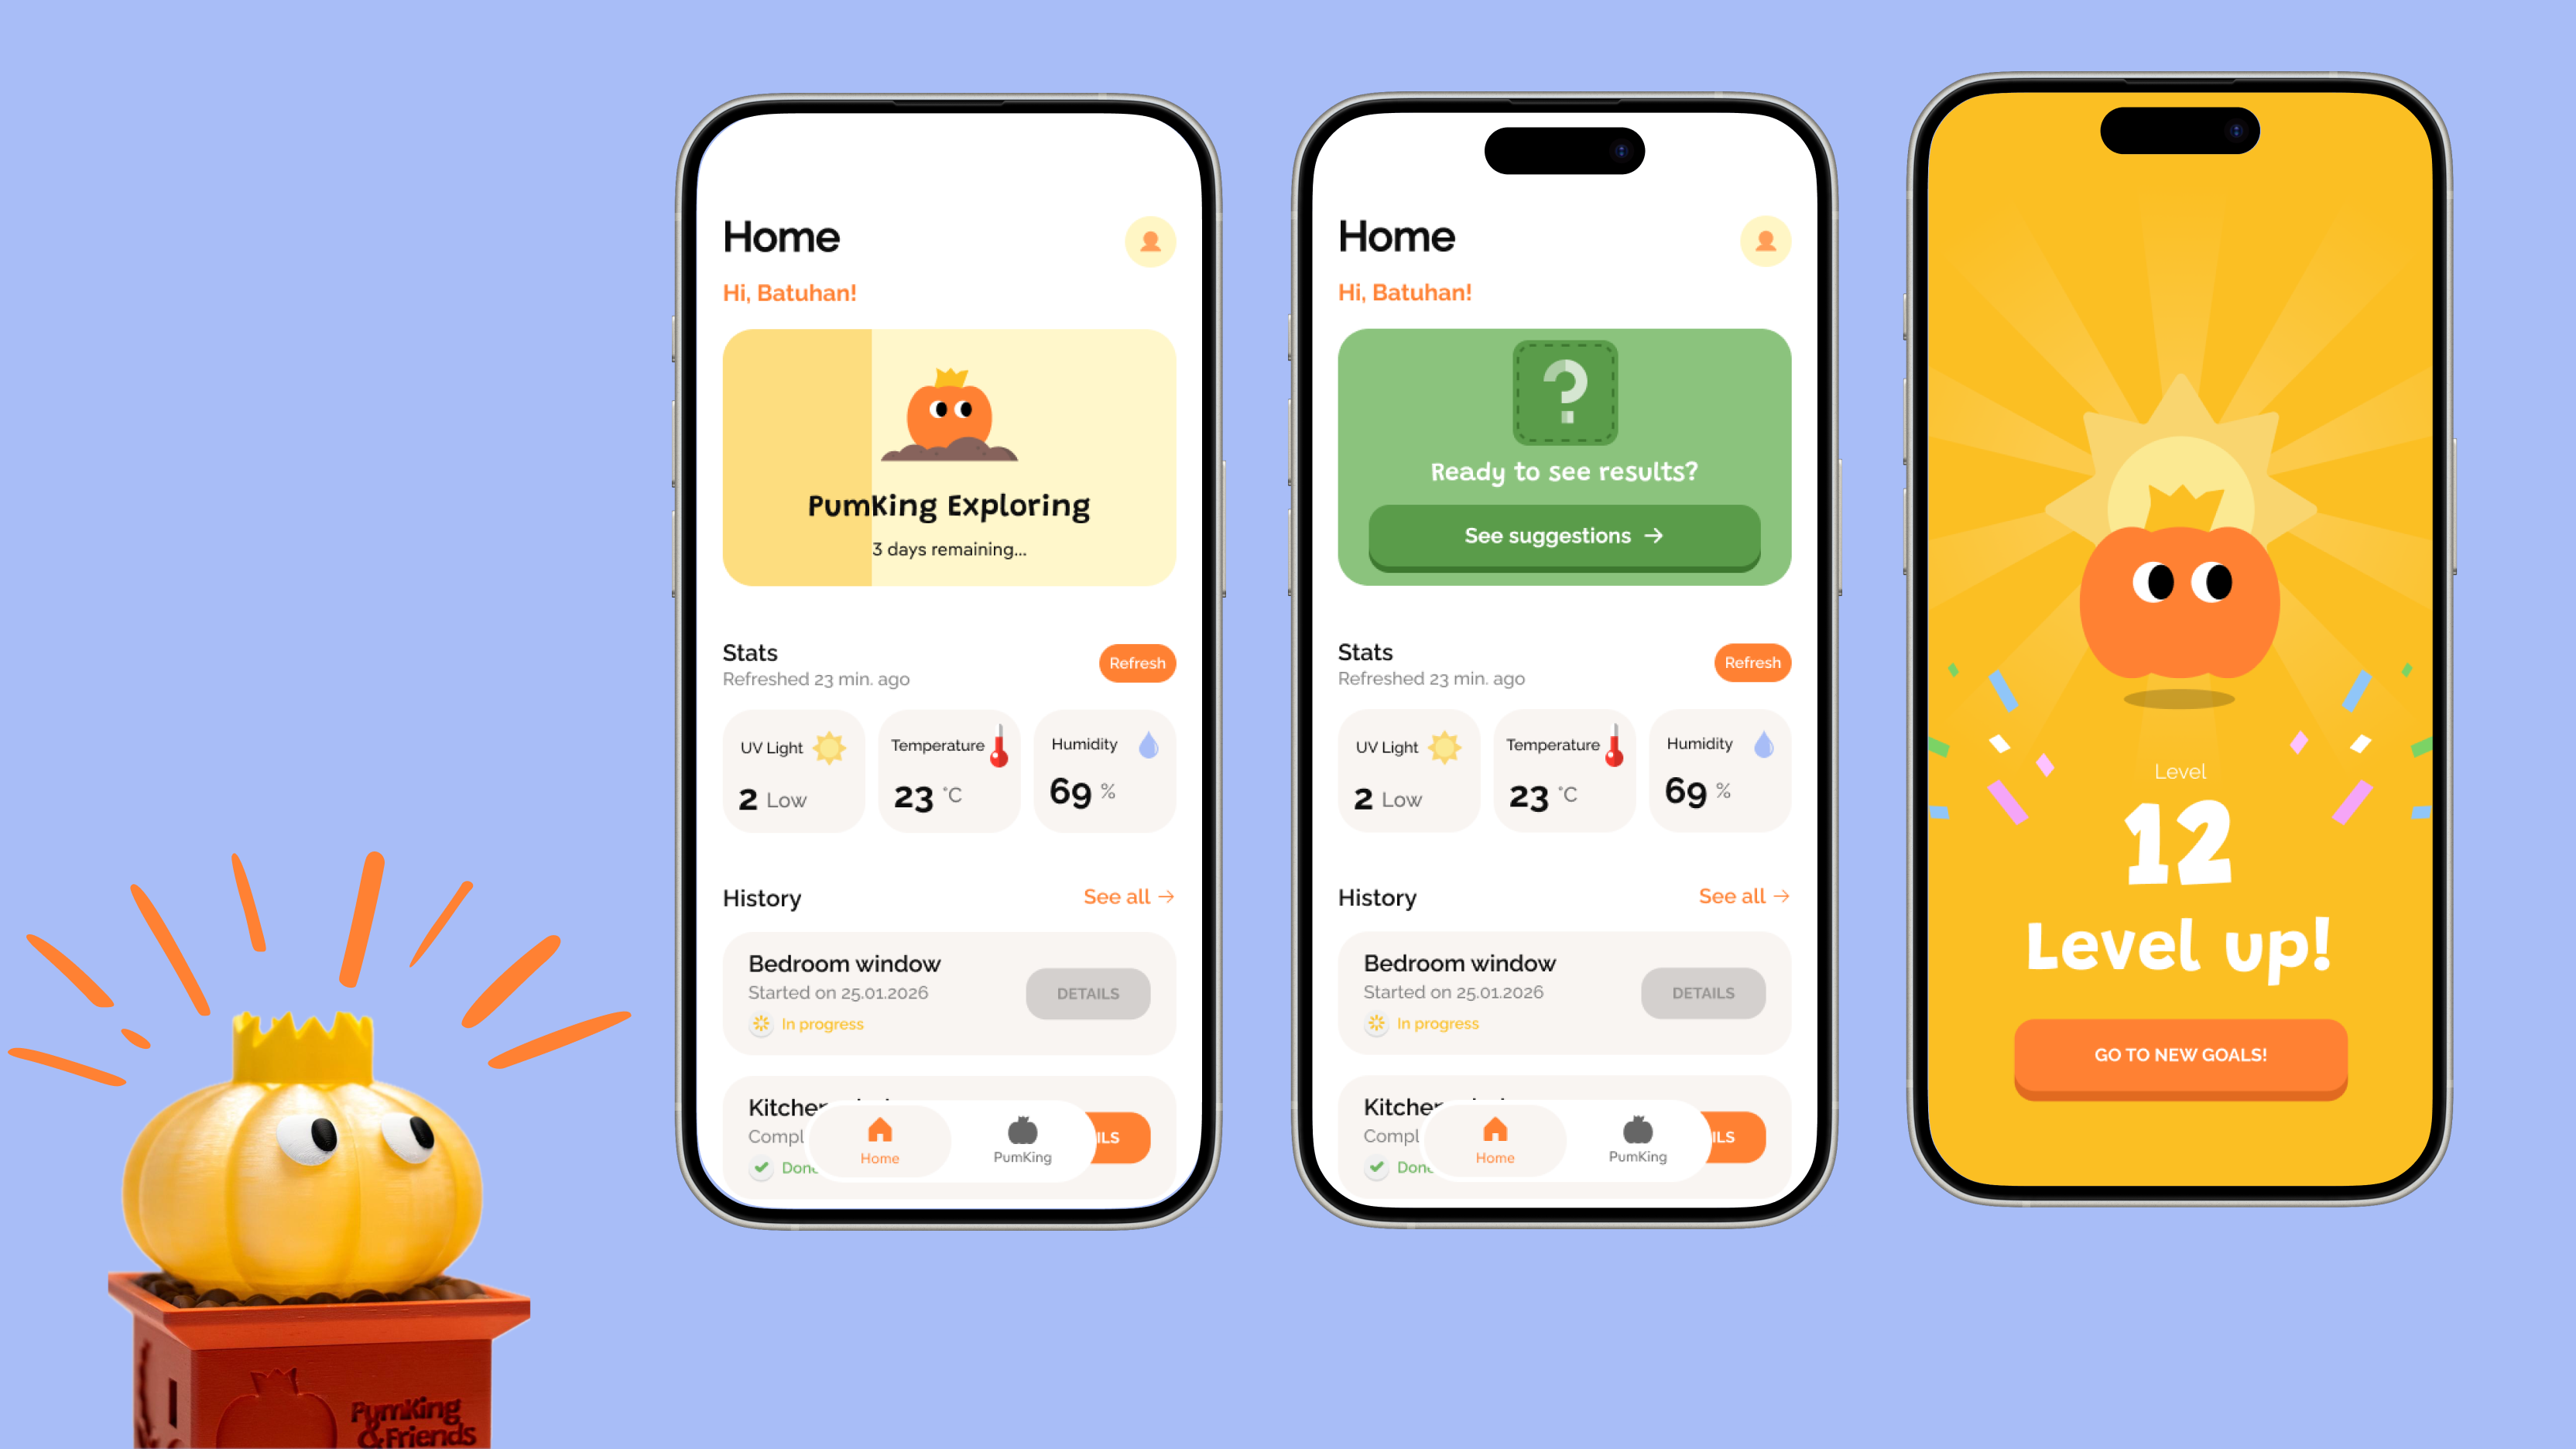 Home
Hi, Batuhan!
PumKing Exploring
3 days remaining...
Stats
Refreshed 23 min. ago
Refresh
UV Light
2 Low
Temperature
23 °C
Humidity
69 %
History
See all →
Bedroom window
Started on 25.01.2026
In progress
DETAILS
Home
PumKing
Home
Hi, Batuhan!
?
Ready to see results?
See suggestions →
Stats
Refreshed 23 min. ago
Refresh
UV Light
2 Low
Temperature
23 °C
Humidity
69 %
History
See all →
Bedroom window
Started on 25.01.2026
In progress
DETAILS
Home
PumKing
Level
12
Level up!
GO TO NEW GOALS!
PumKing
&Friends